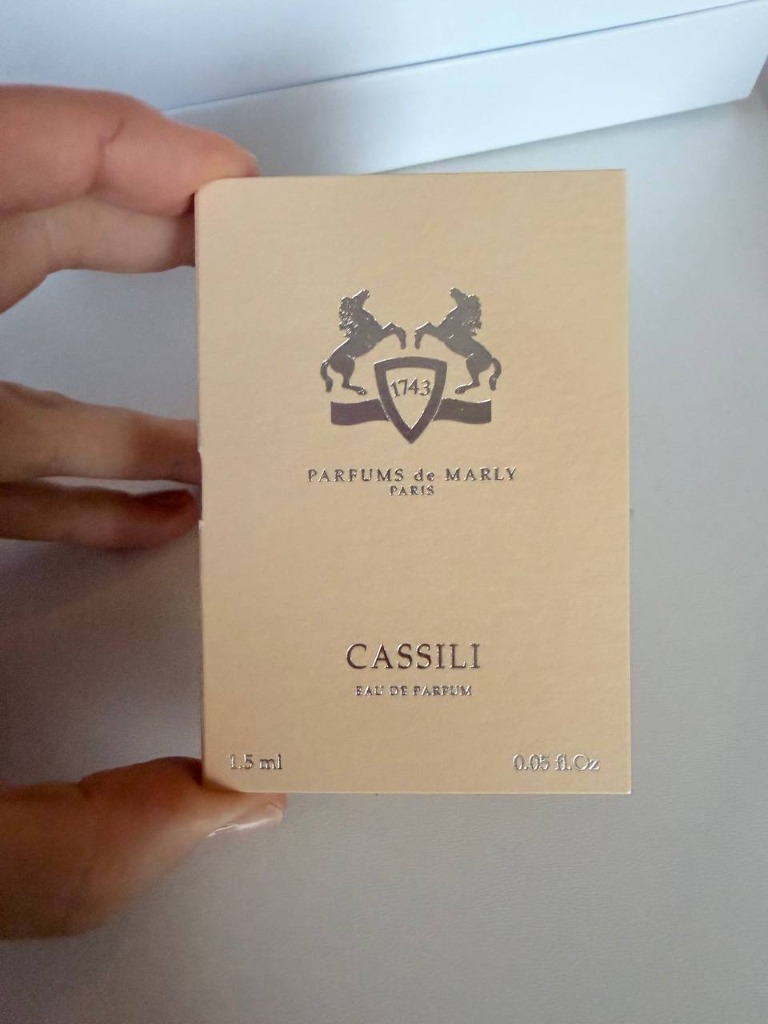 1743
PARFUMS de MARLY
PARIS
CASSILI
EAU DE PARFUM
1.5 ml 0.05 fl.Oz